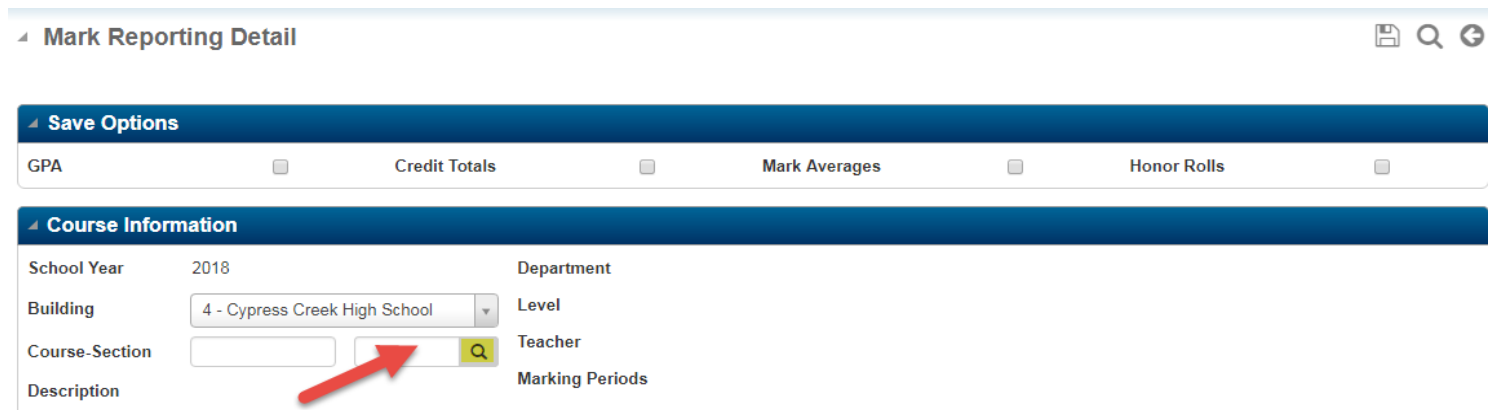 Mark Reporting Detail
Save Options
GPA Credit Totals Mark Averages Honor Rolls
Course Information
School Year 2018 Department
Building 4 - Cypress Creek High School Level
Course-Section Teacher
Description Marking Periods